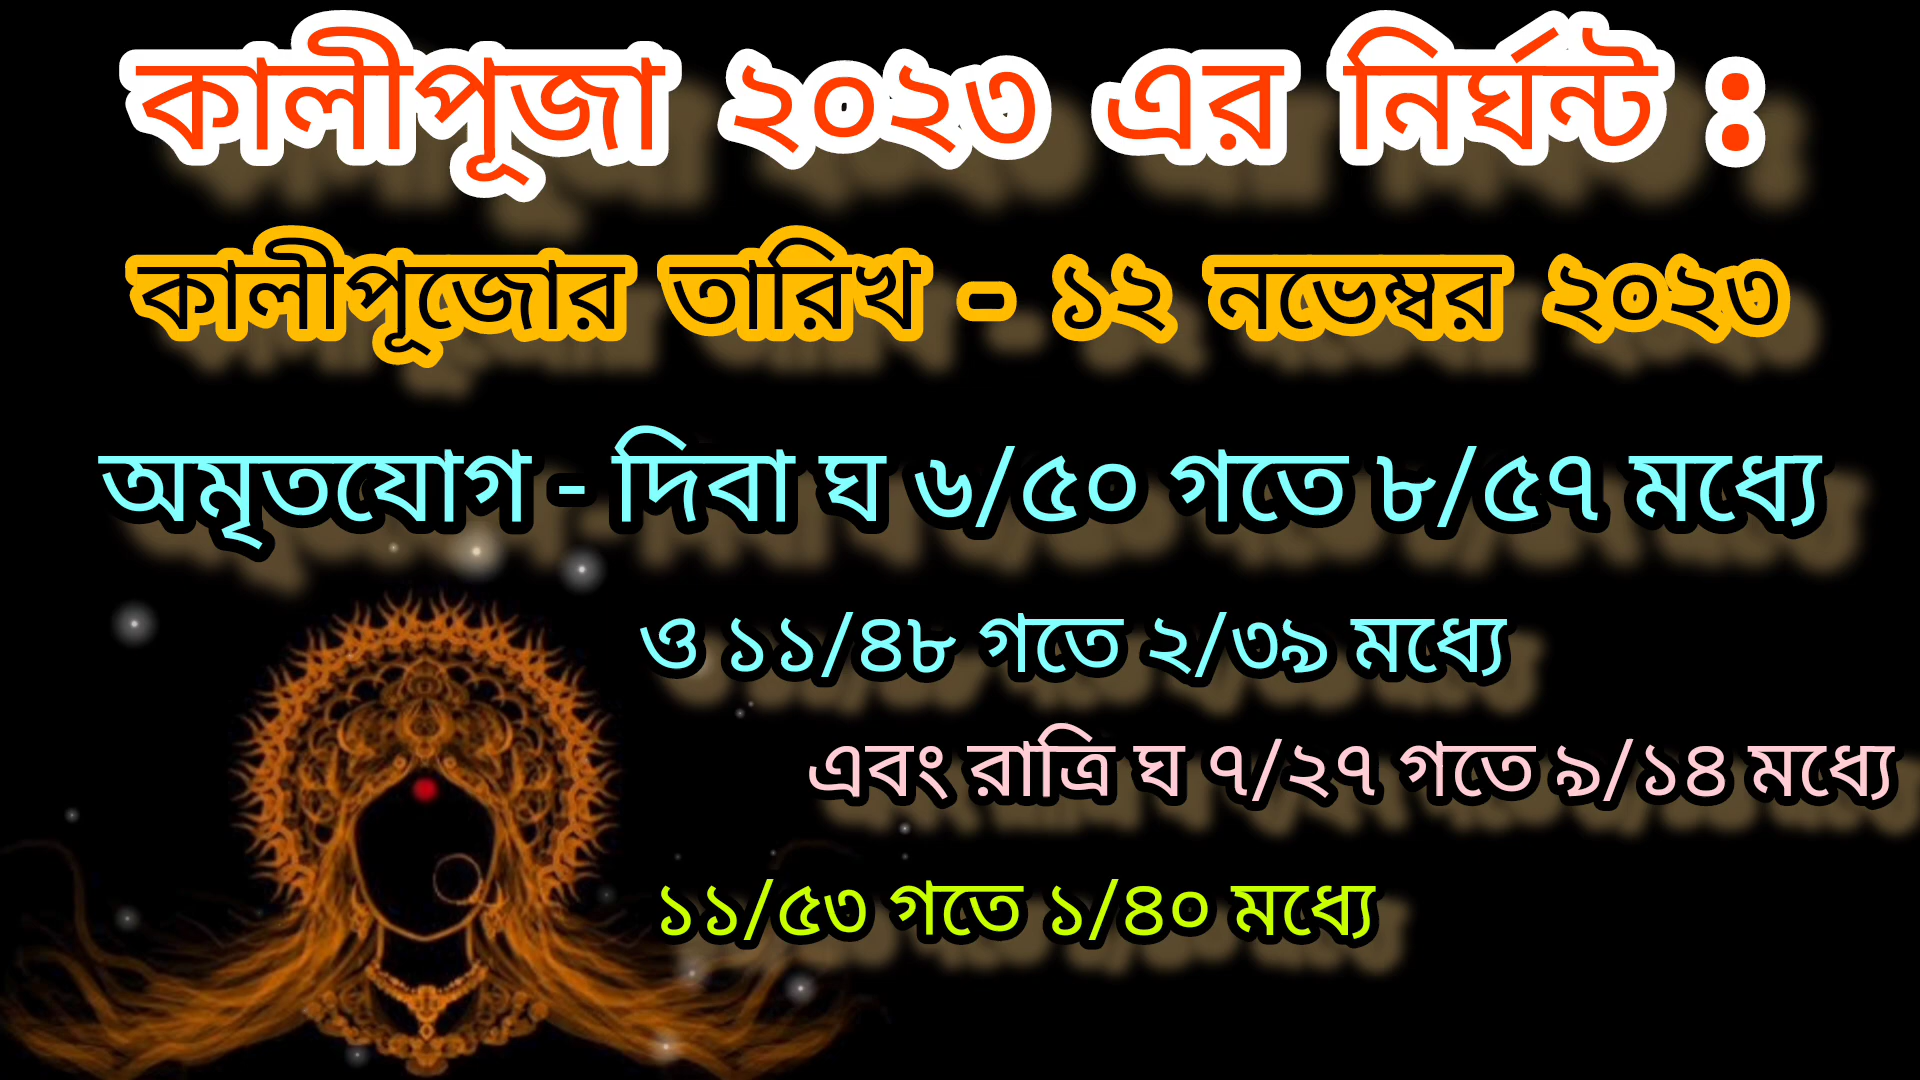 কালীপূজা ২০২৩ এর নির্ঘন্ট :
কালীপূজোর তারিখ - ১২ নভেম্বর ২০২৩
অমৃতযোগ - দিবা ঘ ৬/৫০ গতে ৮/৫৭ মধ্যে
ও ১১/৪৮ গতে ২/৩৯ মধ্যে
এবং রাত্রি ঘ ৭/২৭ গতে ৯/১৪ মধ্যে
১১/৫৩ গতে ১/৪০ মধ্যে